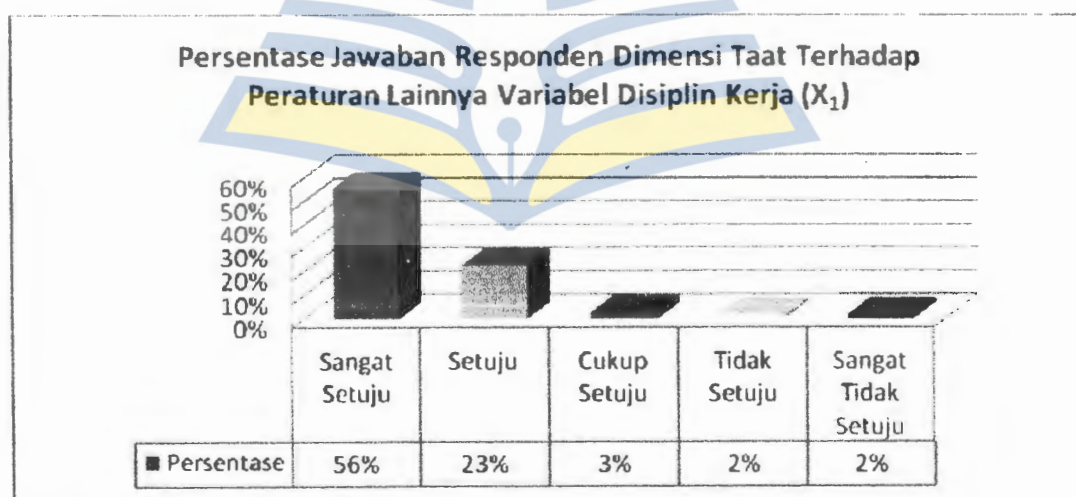 Persentase Jawaban Responden Dimensi Taat Terhadap
Peraturan Lainnya Variabel Disiplin Kerja (X₁)
60%
50%
40%
30%
20%
10%
0%
Sangat Setuju
Setuju
Cukup Setuju
Tidak Setuju
Sangat Tidak Setuju
Persentase 56% 23% 3% 2% 2%